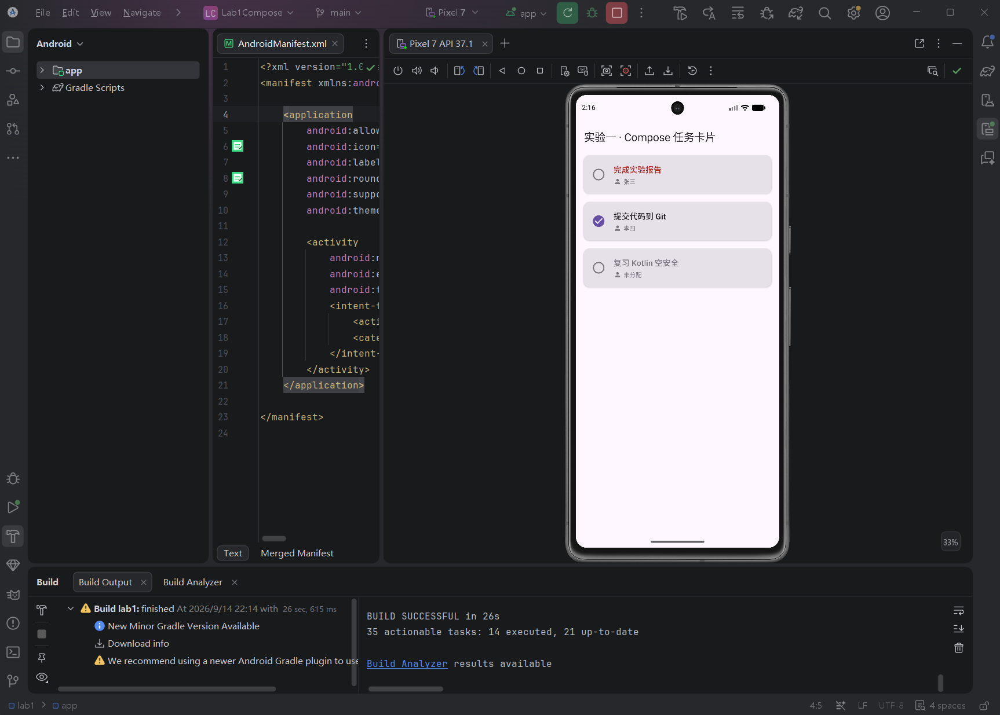 File Edit View Navigate LC Lab1Compose main Pixel 7 app
Android
app
Gradle Scripts
AndroidManifest.xml
1 <?xml version="1.0
2 <manifest xmlns:andro
3
4 <application
5 android:allow
6 android:icon=
7 android:label
8 android:round
9 android:suppo
10 android:theme
11
12 <activity
13 android:n
14 android:e
15 android:t
16 <intent-f
17 <acti
18 <cate
19 </intent-
20 </activity>
21 </application>
22
23 </manifest>
24
Text Merged Manifest
Pixel 7 API 37.1
2:16
实验一 · Compose 任务卡片
完成实验报告
张三
提交代码到 Git
李四
复习 Kotlin 空安全
未分配
33%
Build Build Output Build Analyzer
Build lab1: finished At 2026/9/14 22:14 with 26 sec, 615 ms
New Minor Gradle Version Available
Download info
We recommend using a newer Android Gradle plugin to use
BUILD SUCCESSFUL in 26s
35 actionable tasks: 14 executed, 21 up-to-date
Build Analyzer results available
lab1 app
4:5 LF UTF-8 4 spaces